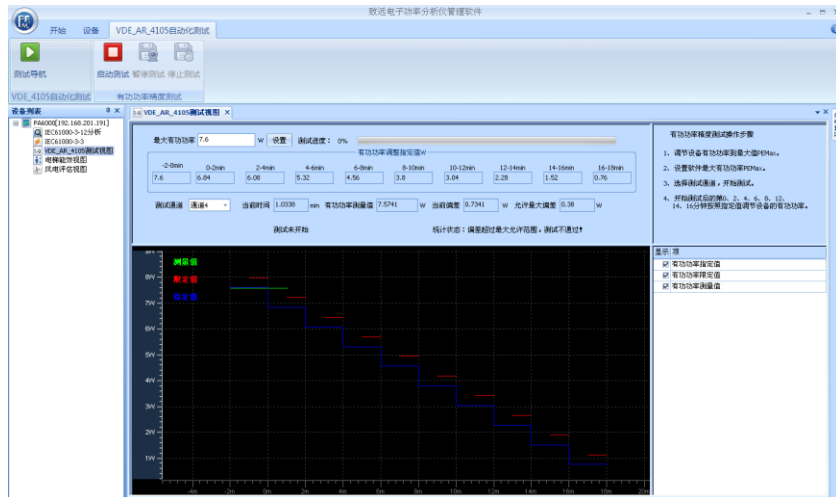 致远电子功率分析仪管理软件
开始 设备 VDE_AR_4105自动化测试
测试导航 启动测试 暂停测试 停止测试
VDE_4105自动化测试 有功功率精度测试
设备列表
PA6000[192.168.201.191]
IEC61000-3-12分析
IEC61000-3-3
VDE_AR_4105测试视图
电梯能效视图
风电评估视图
VDE_AR_4105测试视图
最大有功功率 7.6 W 设置 测试进度： 0%
有功功率调整指定值W
-2-0min 0-2min 2-4min 4-6min 6-8min 8-10min 10-12min 12-14min 14-16min 16-18min
7.6 6.84 6.08 5.32 4.56 3.8 3.04 2.28 1.52 0.76
测试通道 通道4 当前时间 1.0338 min 有功功率测量值 7.5741 W 当前偏差 0.7341 W 允许最大偏差 0.38 W
测试未开始 统计状态：偏差超过最大允许范围，测试不通过!
有功功率精度测试操作步骤
1、调节设备有功功率到最大值PEMax。
2、设置软件最大有功功率PEMax。
3、选择测试通道，开始测试。
4、开始测试后的第0、2、4、6、8、12、
14、16分钟按照指定值调节设备的有功功率。
显示 项
有功功率指定值
有功功率限定值
有功功率测量值
测量值
限定值
指定值
8W
7W
6W
5W
4W
3W
2W
1W
-4m -2m 0m 2m 4m 6m 8m 10m 12m 14m 16m 18m 20m